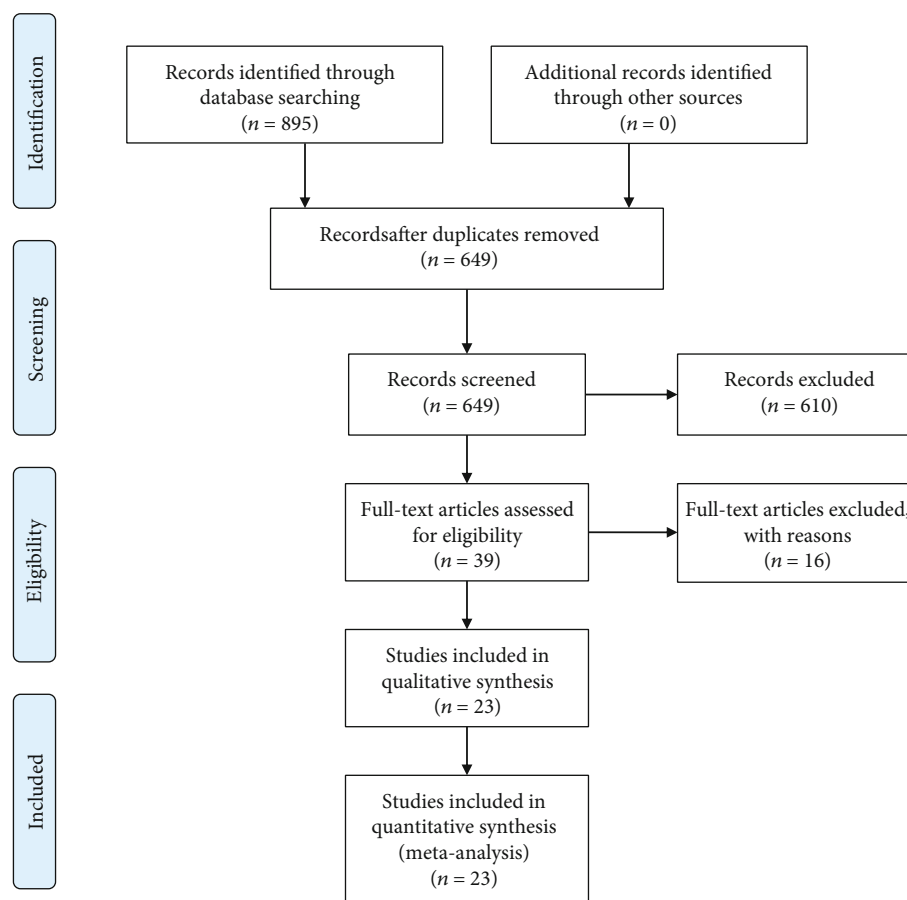 Identification
Records identified through
database searching
(n = 895)
Additional records identified
through other sources
(n = 0)
Recordsafter duplicates removed
(n = 649)
Screening
Records screened
(n = 649)
Records excluded
(n = 610)
Eligibility
Full-text articles assessed
for eligibility
(n = 39)
Full-text articles excluded,
with reasons
(n = 16)
Studies included in
qualitative synthesis
(n = 23)
Included
Studies included in
quantitative synthesis
(meta-analysis)
(n = 23)